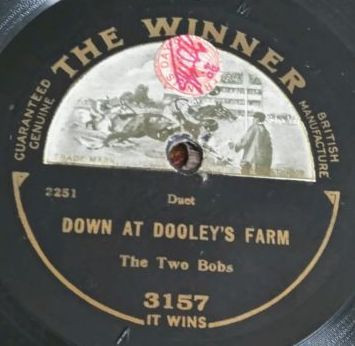 THE WINNER
GUARANTEED
GENUINE
BRITISH
MANUFACTURE
TRADE MARK
2251
Duet
DOWN AT DOOLEY'S FARM
The Two Bobs
3157
IT WINS